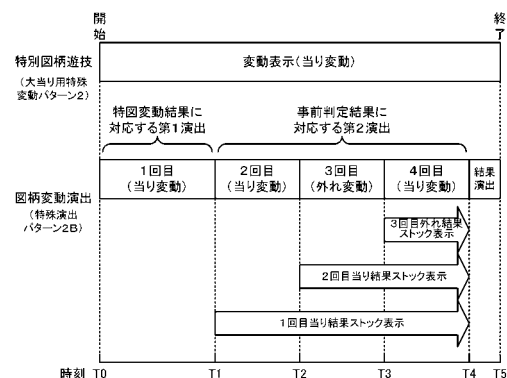 開始
終了
特別図柄遊技
(大当り用特殊
変動パターン2)
変動表示(当り変動)
特図変動結果に
対応する第1演出
事前判定結果に
対応する第2演出
図柄変動演出
(特殊演出
パターン2B)
1回目
(当り変動)
2回目
(当り変動)
3回目
(外れ変動)
4回目
(当り変動)
結果
演出
3回目外れ結果
ストック表示
2回目当り結果ストック表示
1回目当り結果ストック表示
時刻 T0 T1 T2 T3 T4 T5